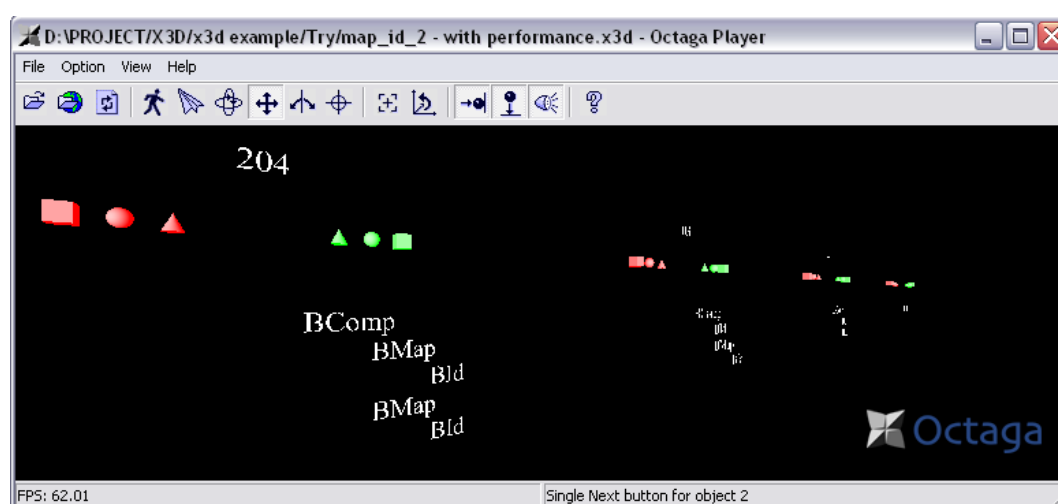 D:\PROJECT/X3D/x3d example/Try/map_id_2 - with performance.x3d - Octaga Player
File Option View Help
204
BComp
BMap
BId
BMap
BId
Octaga
FPS: 62.01
Single Next button for object 2